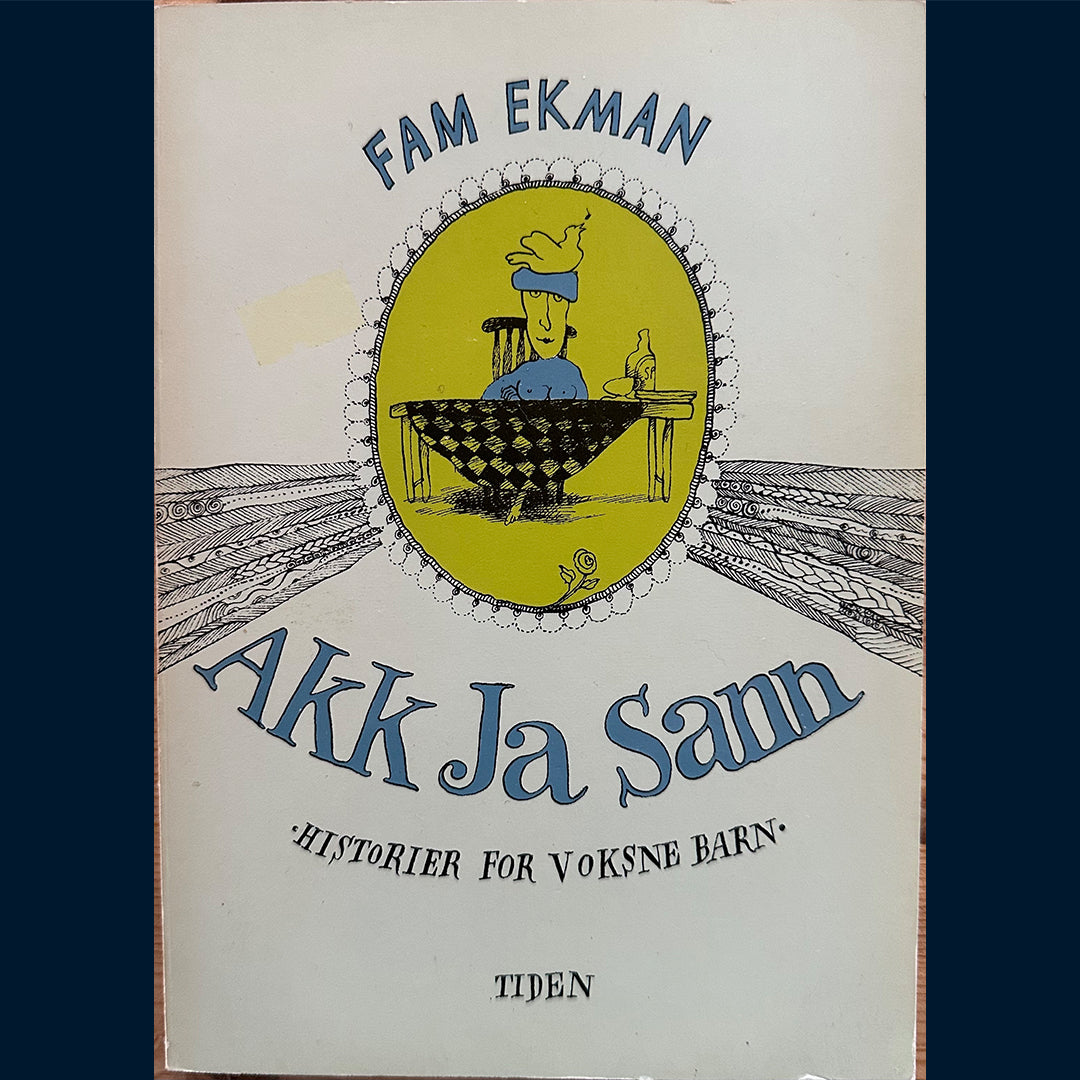 FAM EKMAN
Akk Ja Sann
·HISTORIER FOR VOKSNE BARN·
TIDEN